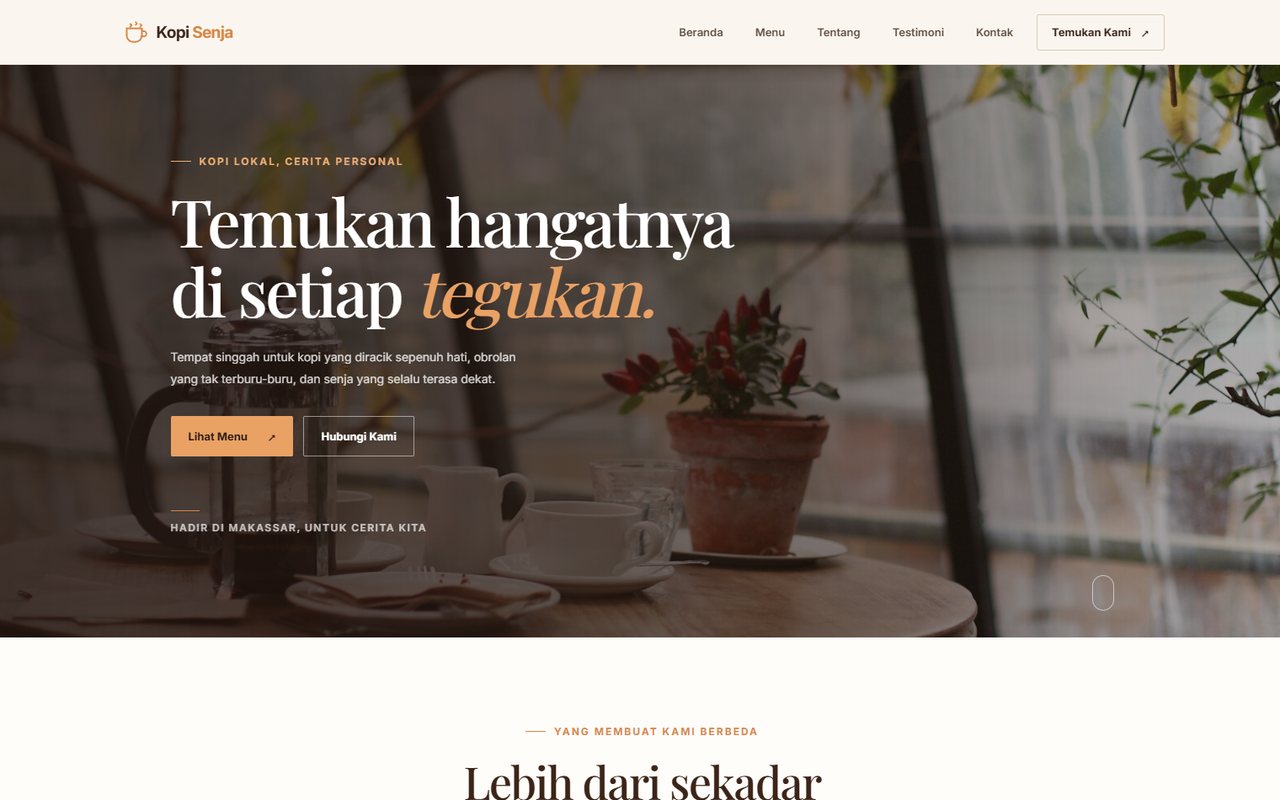 Kopi Senja
Beranda
Menu
Tentang
Testimoni
Kontak
Temukan Kami ↗
KOPI LOKAL, CERITA PERSONAL
Temukan hangatnya
di setiap tegukan.
Tempat singgah untuk kopi yang diracik sepenuh hati, obrolan
yang tak terburu-buru, dan senja yang selalu terasa dekat.
Lihat Menu ↗
Hubungi Kami
HADIR DI MAKASSAR, UNTUK CERITA KITA
YANG MEMBUAT KAMI BERBEDA
Lebih dari sekadar